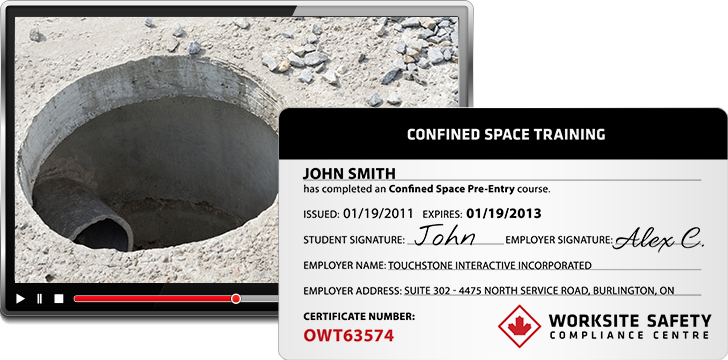 CONFINED SPACE TRAINING
JOHN SMITH
has completed an Confined Space Pre-Entry course.
ISSUED: 01/19/2011 EXPIRES: 01/19/2013
STUDENT SIGNATURE: John EMPLOYER SIGNATURE: Alex C.
EMPLOYER NAME: TOUCHSTONE INTERACTIVE INCORPORATED
EMPLOYER ADDRESS: SUITE 302 - 4475 NORTH SERVICE ROAD, BURLINGTON, ON
CERTIFICATE NUMBER:
OWT63574
WORKSITE SAFETY
COMPLIANCE CENTRE